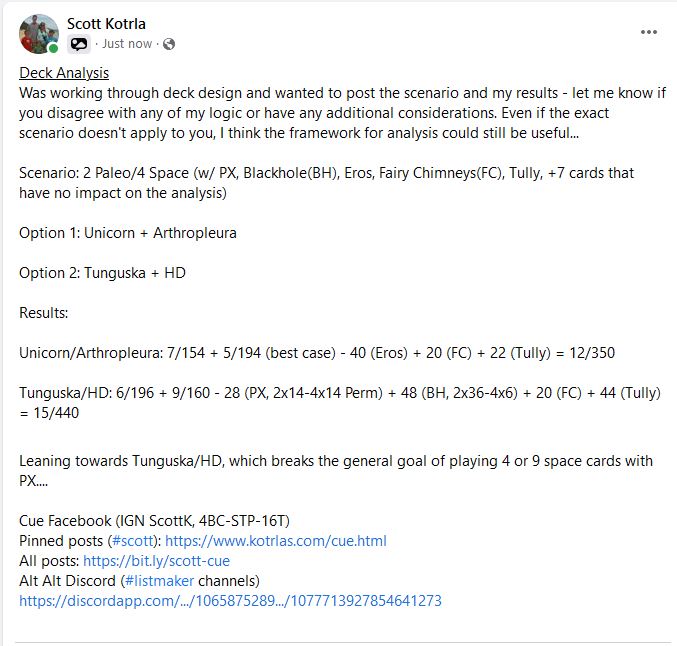 Scott Kotrla
· Just now ·
Deck Analysis
Was working through deck design and wanted to post the scenario and my results - let me know if
you disagree with any of my logic or have any additional considerations. Even if the exact
scenario doesn't apply to you, I think the framework for analysis could still be useful...
Scenario: 2 Paleo/4 Space (w/ PX, Blackhole(BH), Eros, Fairy Chimneys(FC), Tully, +7 cards that
have no impact on the analysis)
Option 1: Unicorn + Arthropleura
Option 2: Tunguska + HD
Results:
Unicorn/Arthropleura: 7/154 + 5/194 (best case) - 40 (Eros) + 20 (FC) + 22 (Tully) = 12/350
Tunguska/HD: 6/196 + 9/160 - 28 (PX, 2x14-4x14 Perm) + 48 (BH, 2x36-4x6) + 20 (FC) + 44 (Tully)
= 15/440
Leaning towards Tunguska/HD, which breaks the general goal of playing 4 or 9 space cards with
PX....
Cue Facebook (IGN ScottK, 4BC-STP-16T)
Pinned posts (#scott): https://www.kotrlas.com/cue.html
All posts: https://bit.ly/scott-cue
Alt Alt Discord (#listmaker channels)
https://discordapp.com/.../1065875289.../1077713927854641273